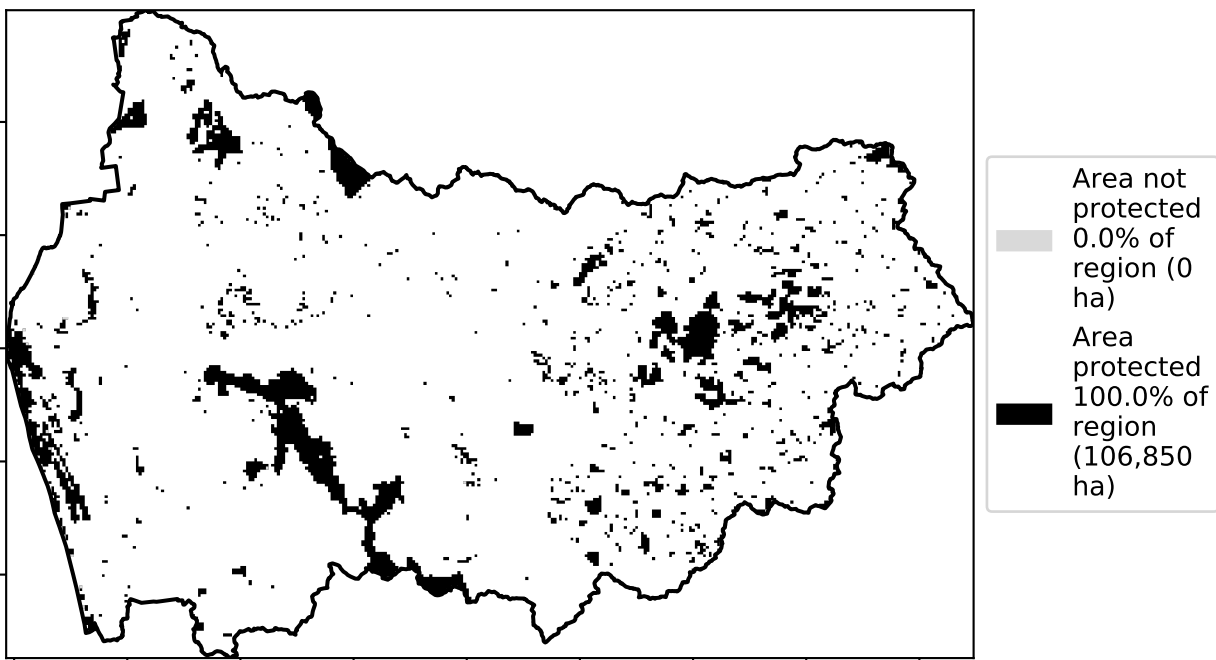 Area not
protected
0.0% of
region (0
ha)
Area
protected
100.0% of
region
(106,850
ha)